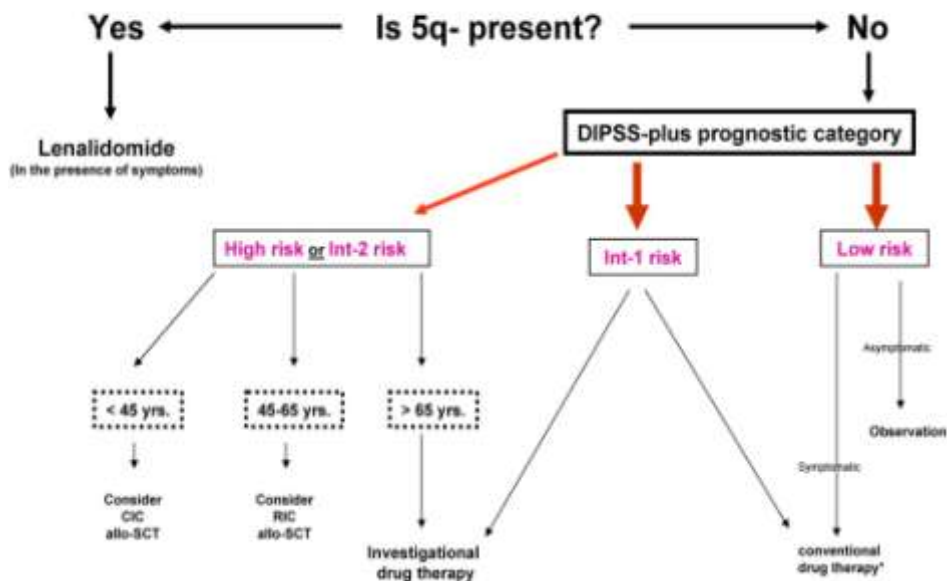 Yes
Is 5q- present?
No
Lenalidomide
(In the presence of symptoms)
DIPSS-plus prognostic category
High risk or Int-2 risk
Int-1 risk
Low risk
Asymptomatic
< 45 yrs.
45-65 yrs.
> 65 yrs.
Observation
Symptomatic
Consider
CIC
allo-SCT
Consider
RIC
allo-SCT
Investigational
drug therapy
conventional
drug therapy*